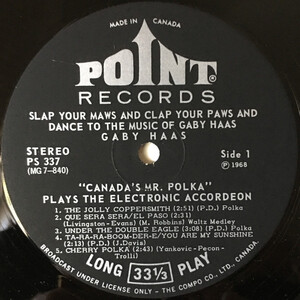 MADE IN CANADA
POINT®
RECORDS
SLAP YOUR MAWS AND CLAP YOUR PAWS AND
DANCE TO THE MUSIC OF GABY HAAS
GABY HAAS
STEREO
PS 337
(MG 7-840)
Side 1
Ⓟ 1968
"CANADA'S MR. POLKA"
PLAYS THE ELECTRONIC ACCORDEON
1. THE JOLLY COPPERSMITH (2:51) (P.D.) Polka
2. QUE SERA SERA/EL PASO (2:31)
(Livingston-Evans) (M. Robbins) Waltz Medley
3. UNDER THE DOUBLE EAGLE (3:08) (P.D.) Polka
4. TA-RA-RA-BOOM-DER-E/YOU ARE MY SUNSHINE
(2:13) (P.D.) (J.Davis)
5. CHERRY POLKA (2:43) (Yankovic-Pecon-
Trolli)
LONG 33⅓ PLAY
BROADCAST UNDER LICENSE ONLY - THE COMPO CO. LTD.,